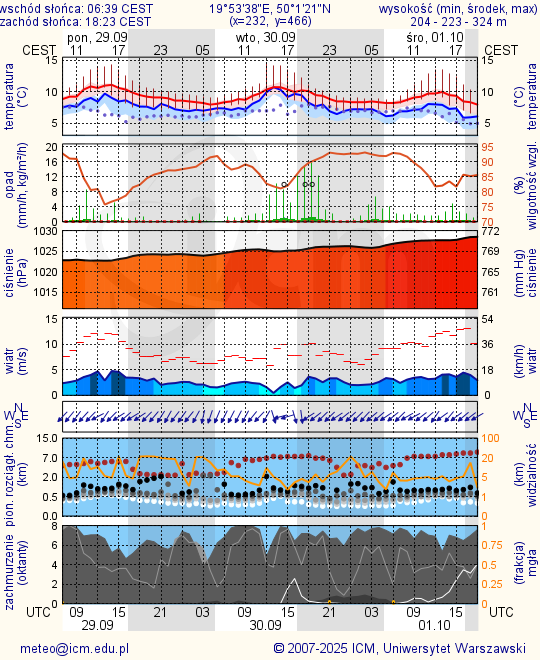 wschód słońca: 06:39 CEST 19°53'38"E, 50°1'21"N wysokość (min, środek, max)
zachód słońca: 18:23 CEST (x=232, y=466) 204 - 223 - 324 m
pon, 29.09 wto, 30.09 śro, 01.10
CEST 11 17 23 05 11 17 23 05 11 17 CEST
temperatura (°C) 15 10 5 15 10 5 temperatura (°C)
opad (mm/h, kg/m²/h) 20 16 12 8 4 0 95 90 85 80 75 70 (%) wilgotność wzgl.
ciśnienie (hPa) 1030 1025 1020 1015 772 769 765 761 (mm Hg) ciśnienie
wiatr (m/s) 15 10 5 0 54 36 18 0 (km/h) wiatr
N W E S N W E S
pion. rozciągł. chm. (km) 15.0 7.0 2.0 0.5 0.0 100 20 5 1 0 (km) widzialność
zachmurzenie (oktanty) 8 6 4 2 0 1 0.75 0.5 0.25 0 (frakcja) mgła
UTC 09 15 21 03 09 15 21 03 09 15 UTC
29.09 30.09 01.10
meteo@icm.edu.pl © 2007-2025 ICM, Uniwersytet Warszawski